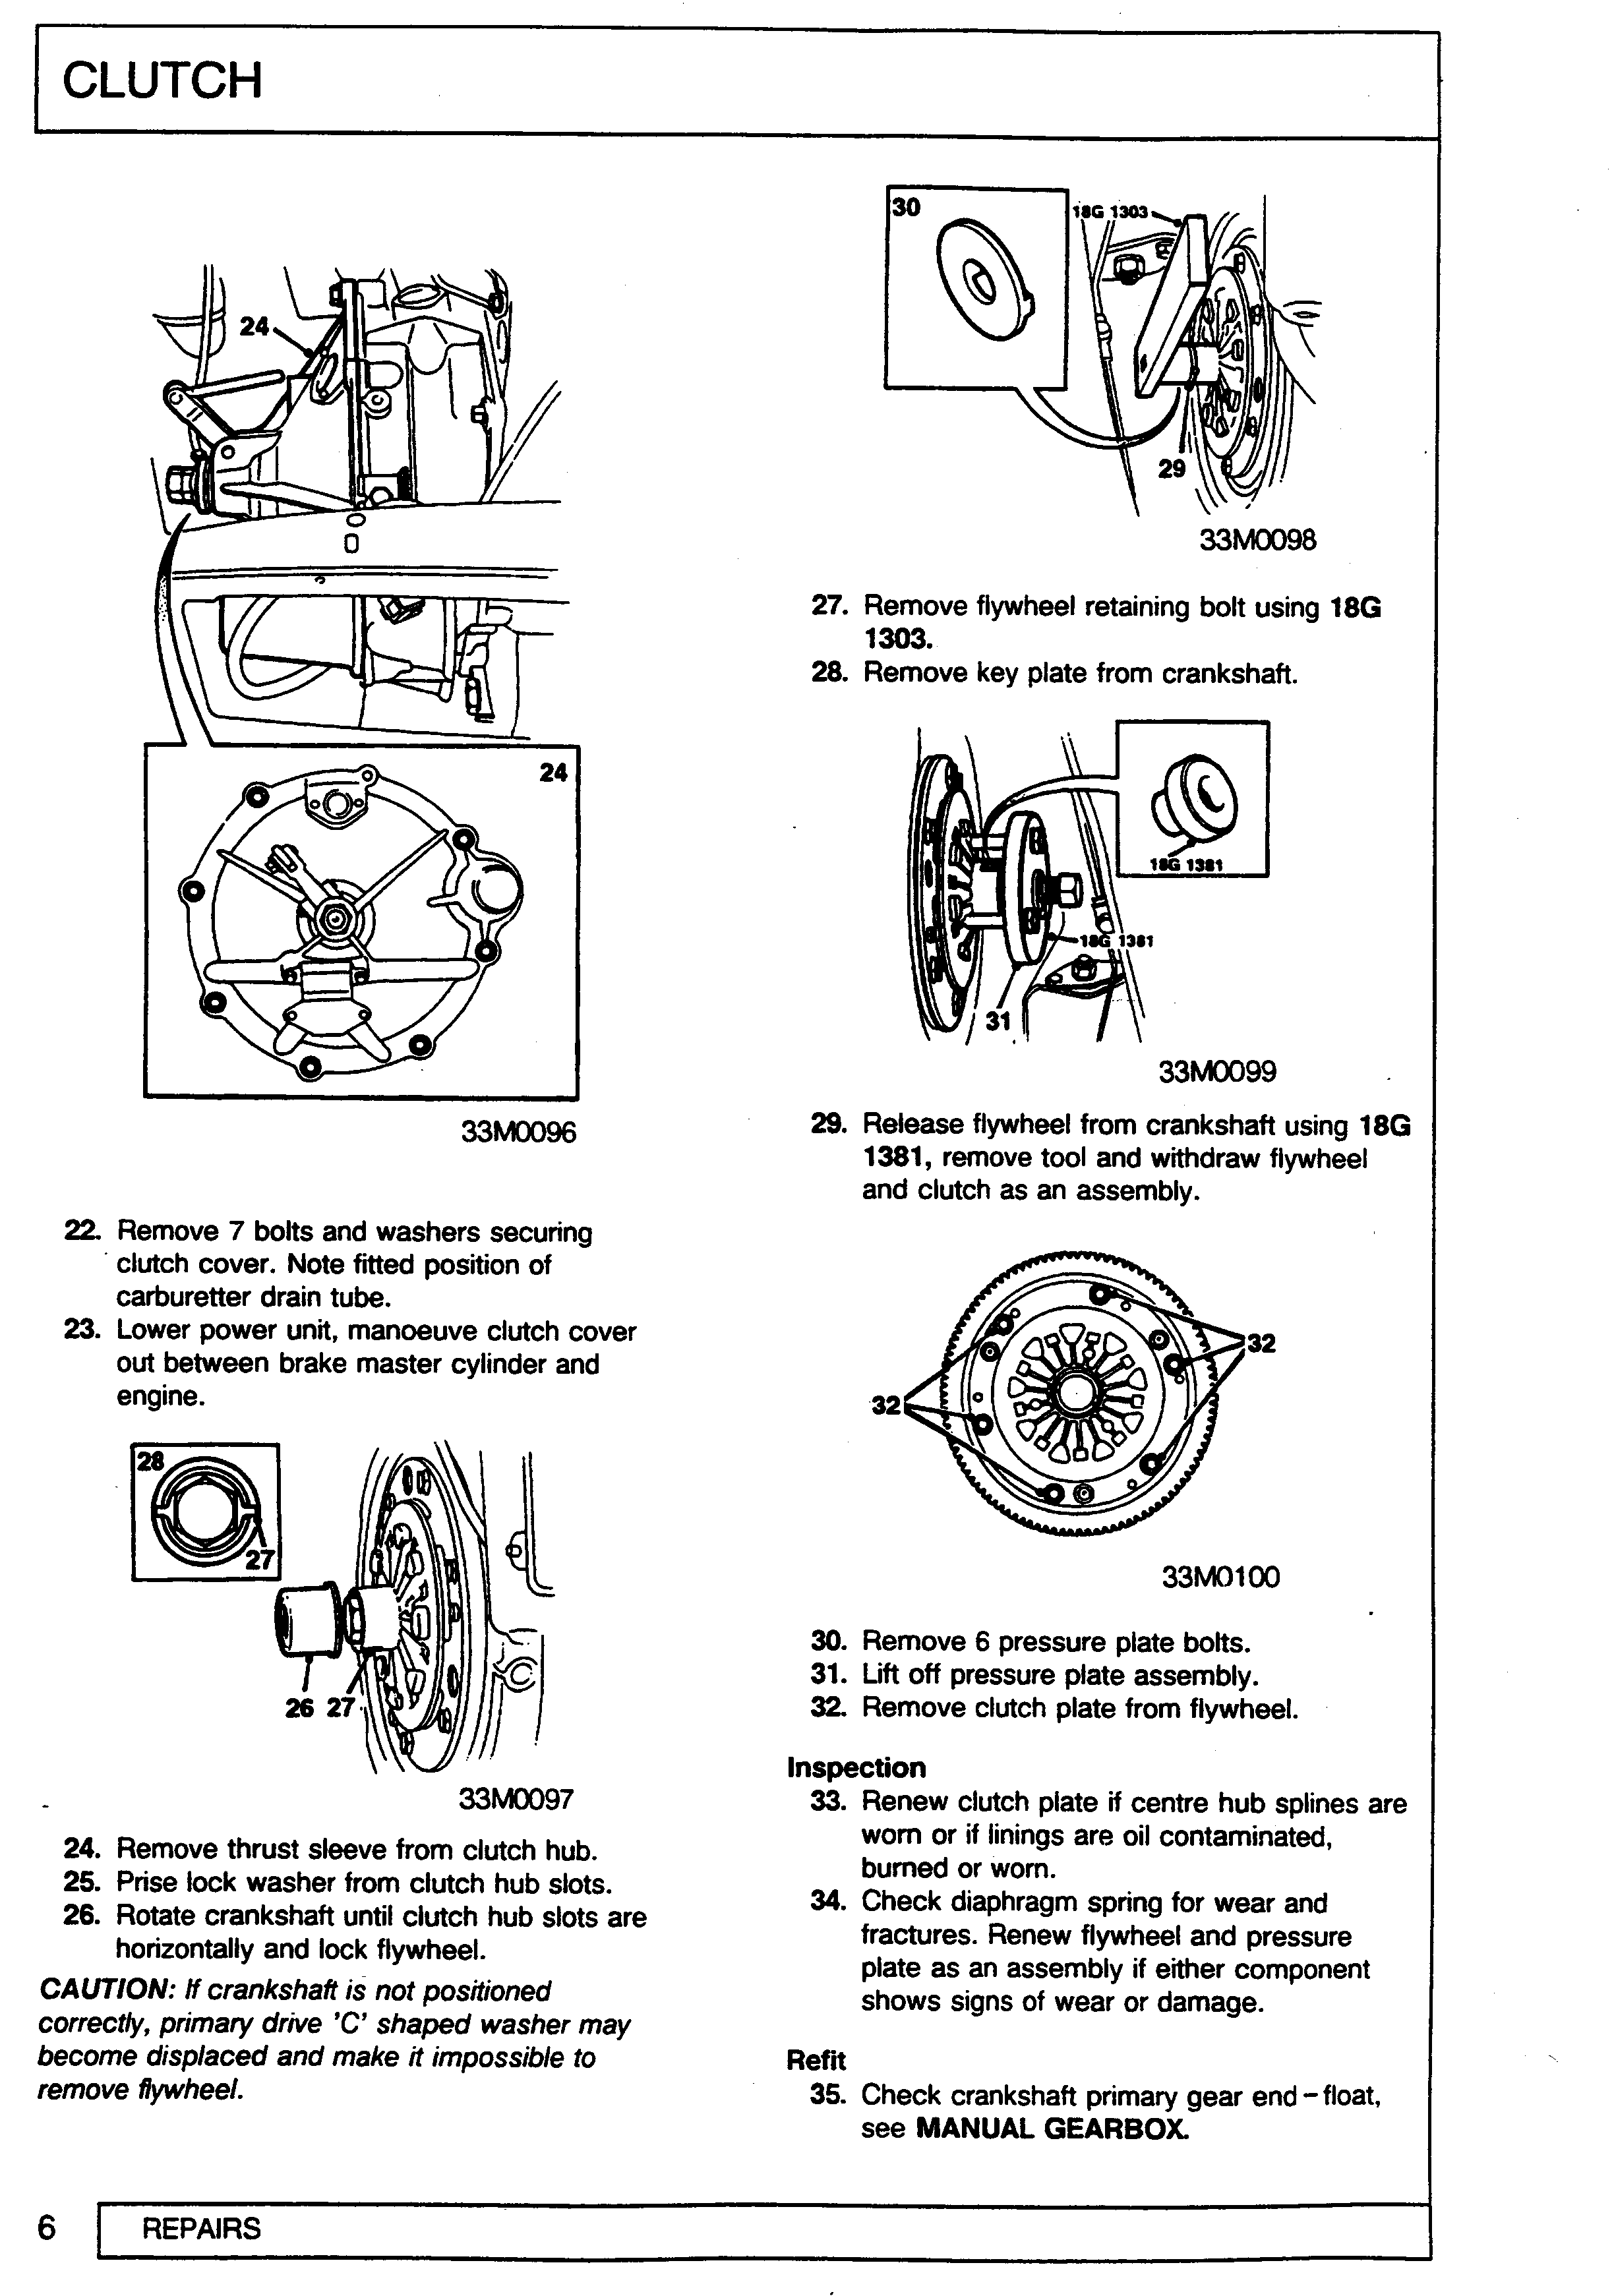 CLUTCH
24
24
33M0096
22. Remove 7 bolts and washers securing
clutch cover. Note fitted position of
carburetter drain tube.
23. Lower power unit, manoeuve clutch cover
out between brake master cylinder and
engine.
28
27
26 27
33M0097
24. Remove thrust sleeve from clutch hub.
25. Prise lock washer from clutch hub slots.
26. Rotate crankshaft until clutch hub slots are
horizontally and lock flywheel.
CAUTION: If crankshaft is not positioned
correctly, primary drive 'C' shaped washer may
become displaced and make it impossible to
remove flywheel.
30
18G 1303
29
33M0098
27. Remove flywheel retaining bolt using 18G
1303.
28. Remove key plate from crankshaft.
18G 1381
18G 1381
31
33M0099
29. Release flywheel from crankshaft using 18G
1381, remove tool and withdraw flywheel
and clutch as an assembly.
32
32
33M0100
30. Remove 6 pressure plate bolts.
31. Lift off pressure plate assembly.
32. Remove clutch plate from flywheel.
Inspection
33. Renew clutch plate if centre hub splines are
worn or if linings are oil contaminated,
burned or worn.
34. Check diaphragm spring for wear and
fractures. Renew flywheel and pressure
plate as an assembly if either component
shows signs of wear or damage.
Refit
35. Check crankshaft primary gear end-float,
see MANUAL GEARBOX.
6
REPAIRS